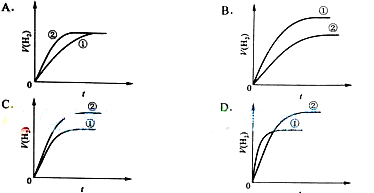 A.
V(H₂)
②
①
0
t
B.
V(H₂)
①
②
0
t
C.
V(H₂)
②
①
0
t
D.
V(H₂)
②
①
0